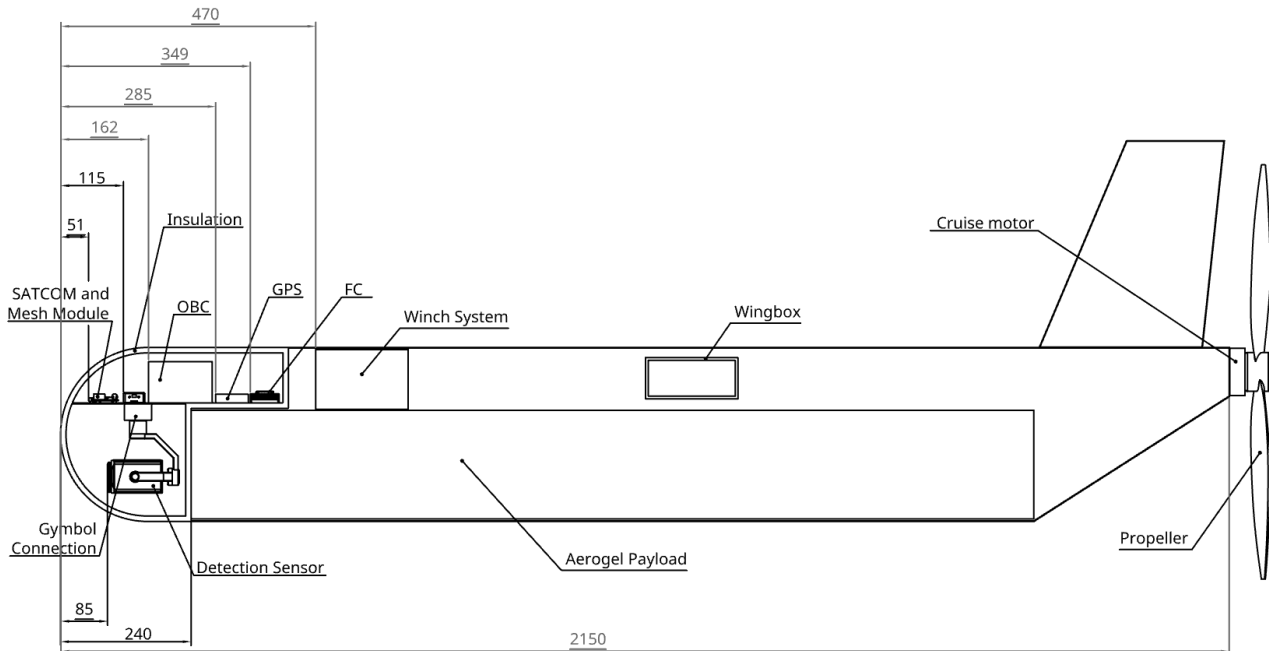 470
349
285
162
115
51
Insulation
Cruise motor
SATCOM and
Mesh Module
OBC
GPS
FC
Winch System
Wingbox
Gymbol
Connection
Detection Sensor
Aerogel Payload
Propeller
85
240
2150